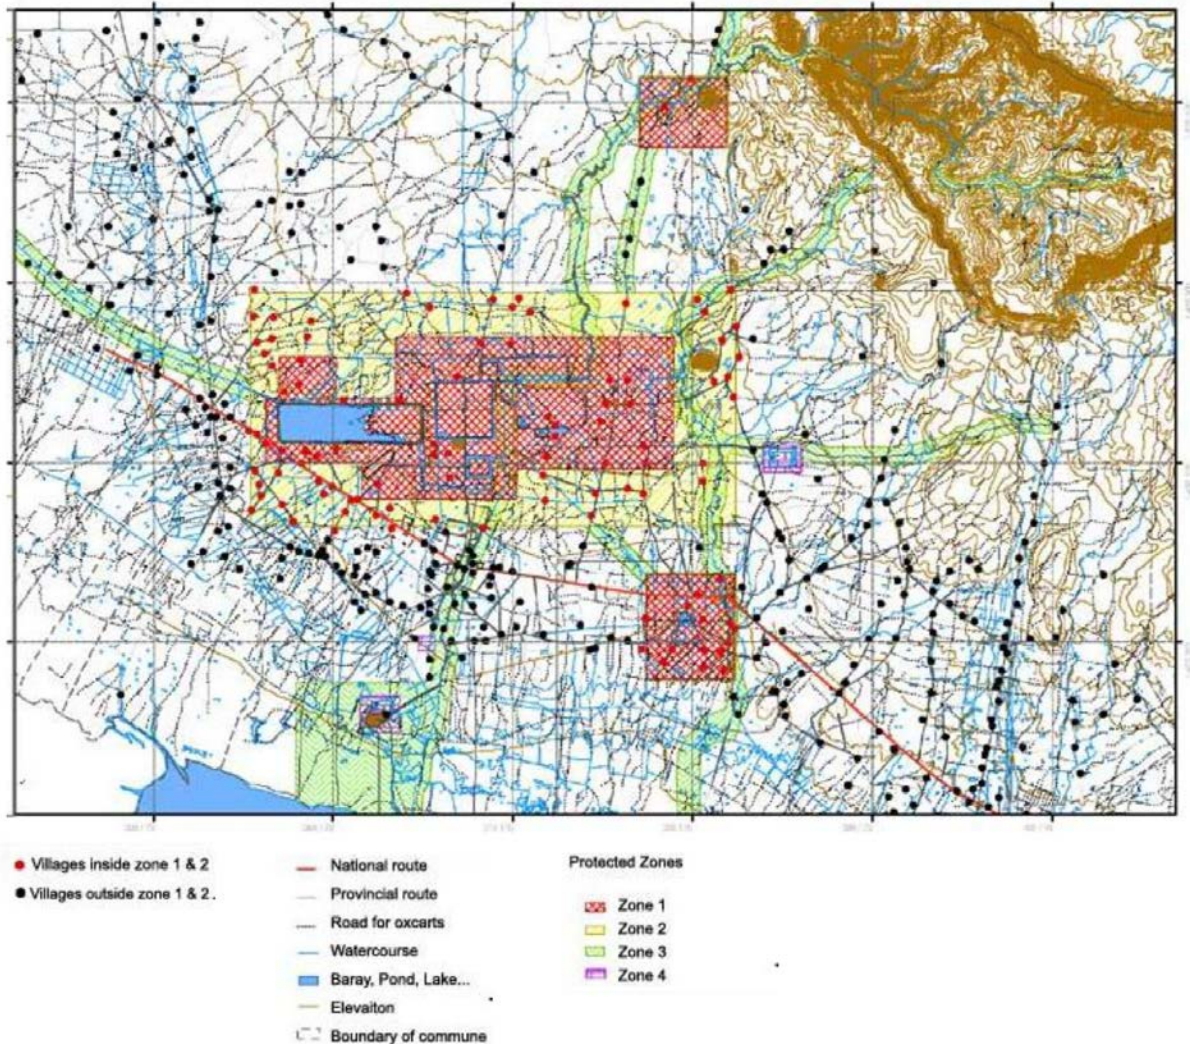 Villages inside zone 1 & 2
Villages outside zone 1 & 2 .
National route
Provincial route
Road for oxcarts
Watercourse
Baray, Pond, Lake...
Elevaiton
Boundary of commune
Protected Zones
Zone 1
Zone 2
Zone 3
Zone 4